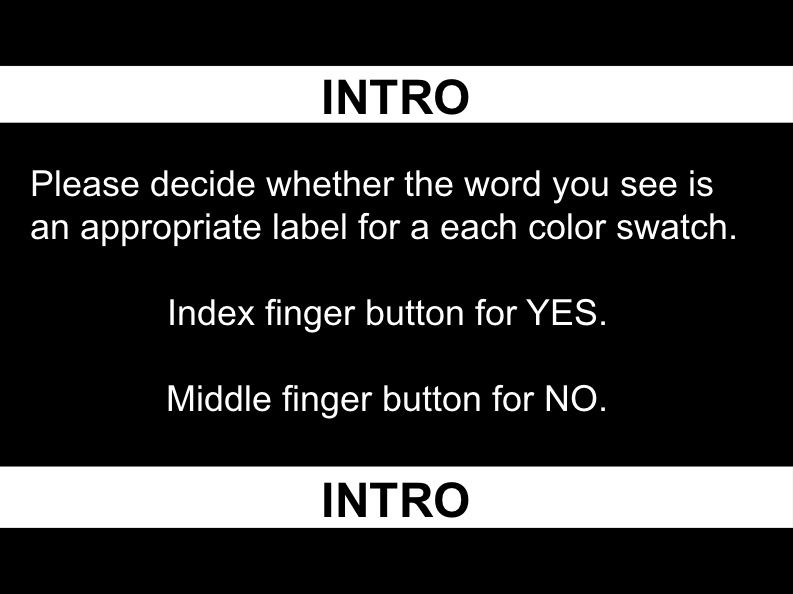 INTRO
Please decide whether the word you see is
an appropriate label for a each color swatch.
Index finger button for YES.
Middle finger button for NO.
INTRO